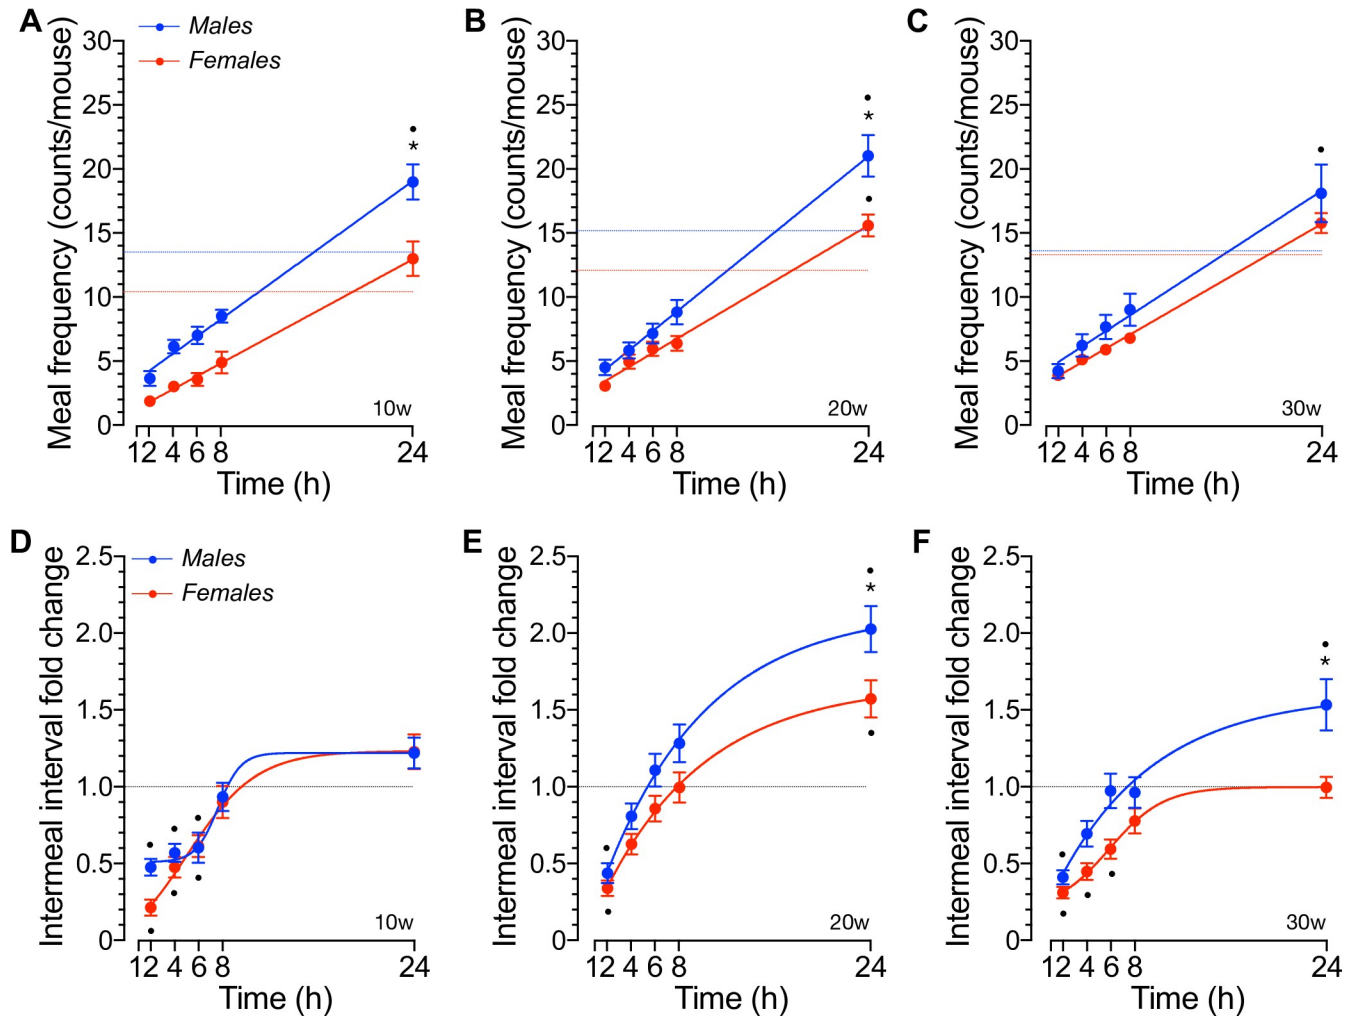 A
Males
Females
Meal frequency (counts/mouse)
30
25
20
15
10
5
0
•
*
10w
12 4 6 8 24
Time (h)
B
Meal frequency (counts/mouse)
30
25
20
15
10
5
0
•
*
•
20w
12 4 6 8 24
Time (h)
C
Meal frequency (counts/mouse)
30
25
20
15
10
5
0
•
30w
12 4 6 8 24
Time (h)
D
Males
Females
Intermeal interval fold change
2.5
2.0
1.5
1.0
0.5
0
10w
12 4 6 8 24
Time (h)
E
Intermeal interval fold change
2.5
2.0
1.5
1.0
0.5
0
•
*
•
20w
12 4 6 8 24
Time (h)
F
Intermeal interval fold change
2.5
2.0
1.5
1.0
0.5
0
•
*
30w
12 4 6 8 24
Time (h)